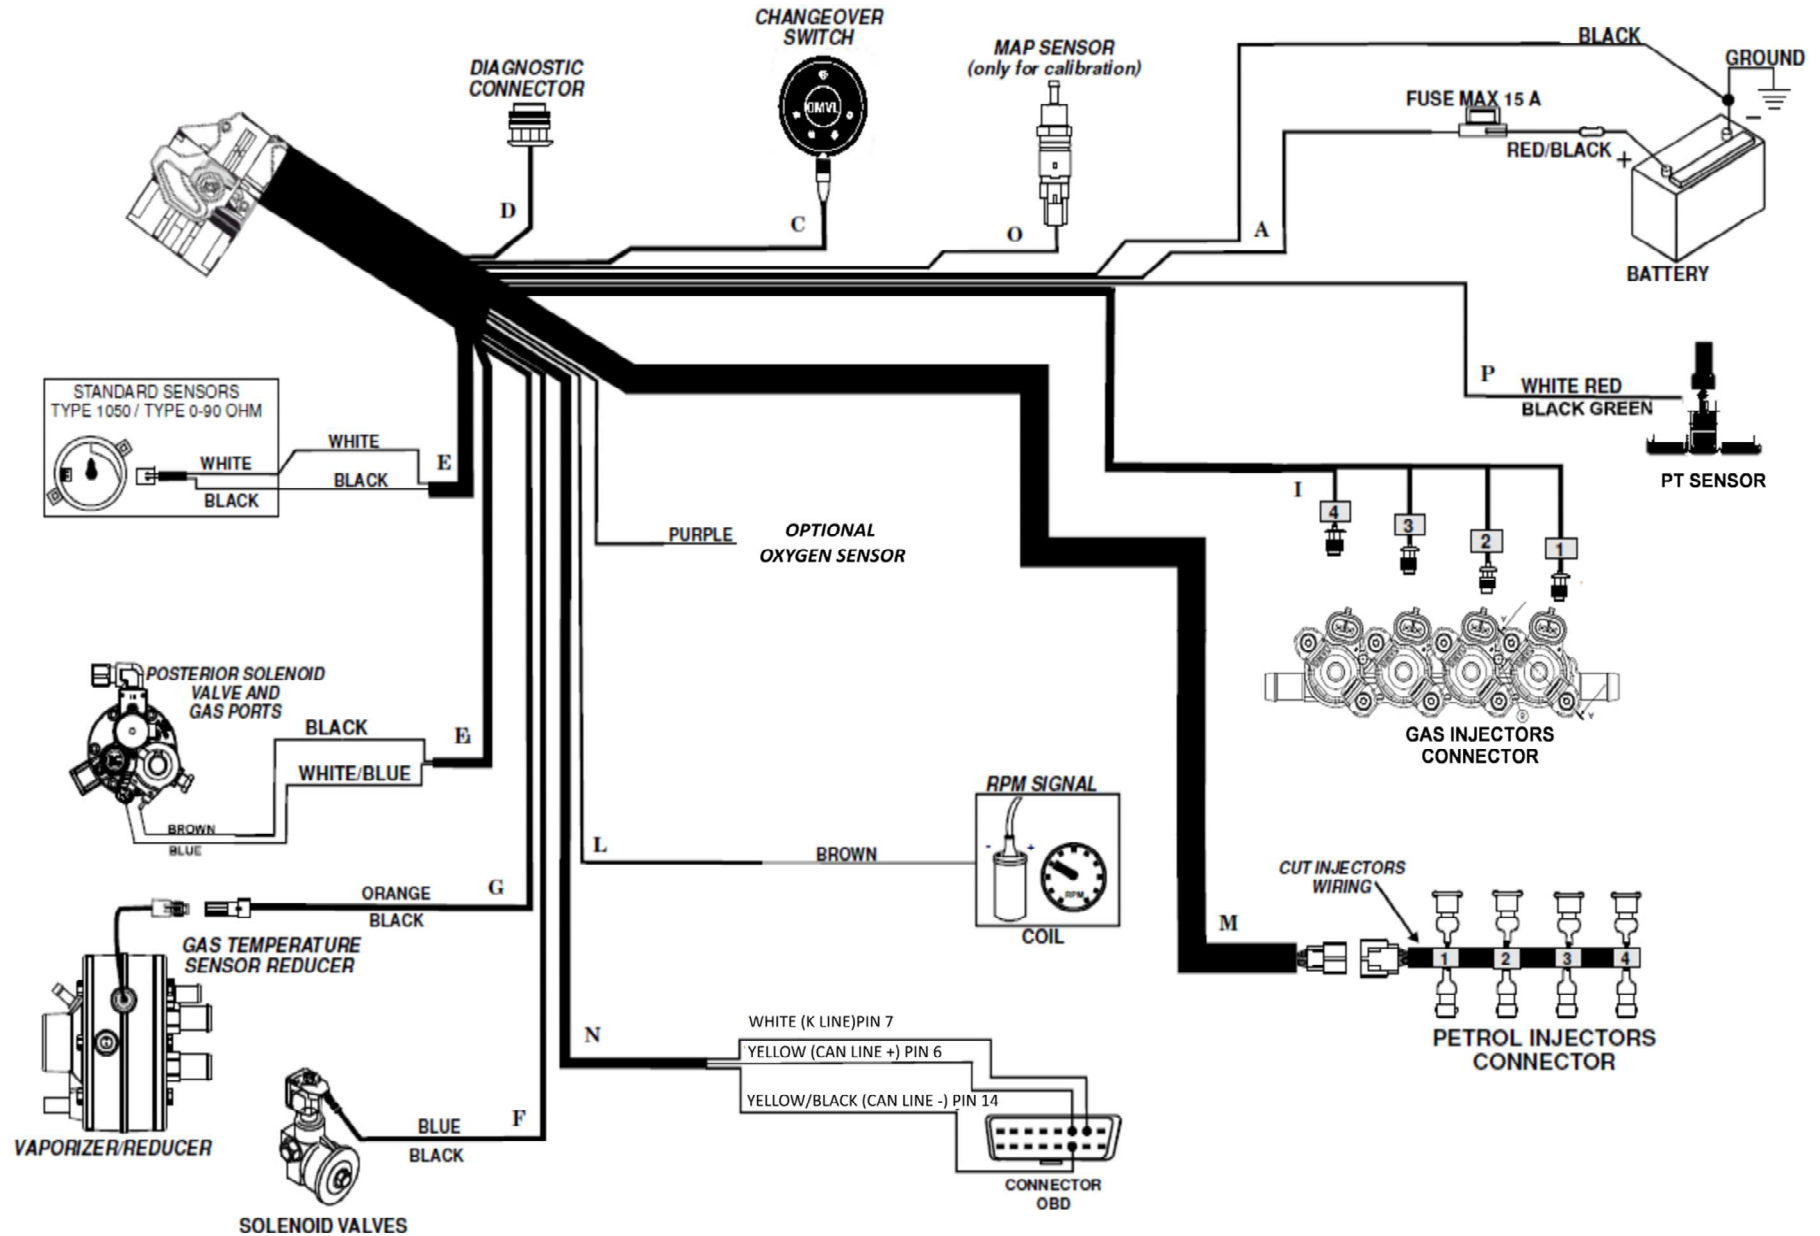 CHANGEOVER
SWITCH
OMVL
DIAGNOSTIC
CONNECTOR
MAP SENSOR
(only for calibration)
BLACK
GROUND
FUSE MAX 15 A
RED/BLACK
+
-
BATTERY
D
C
O
A
P
WHITE RED
BLACK GREEN
PT SENSOR
STANDARD SENSORS
TYPE 1050 / TYPE 0-90 OHM
WHITE
BLACK
WHITE
BLACK
E
PURPLE
OPTIONAL
OXYGEN SENSOR
I
4
3
2
1
GAS INJECTORS
CONNECTOR
POSTERIOR SOLENOID
VALVE AND
GAS PORTS
BLACK
WHITE/BLUE
E
BROWN
BLUE
RPM SIGNAL
- +
RPM
COIL
L
BROWN
G
ORANGE
BLACK
GAS TEMPERATURE
SENSOR REDUCER
VAPORIZER/REDUCER
CUT INJECTORS
WIRING
M
1 2 3 4
PETROL INJECTORS
CONNECTOR
N
WHITE (K LINE)PIN 7
YELLOW (CAN LINE +) PIN 6
YELLOW/BLACK (CAN LINE -) PIN 14
CONNECTOR
OBD
F
BLUE
BLACK
SOLENOID VALVES